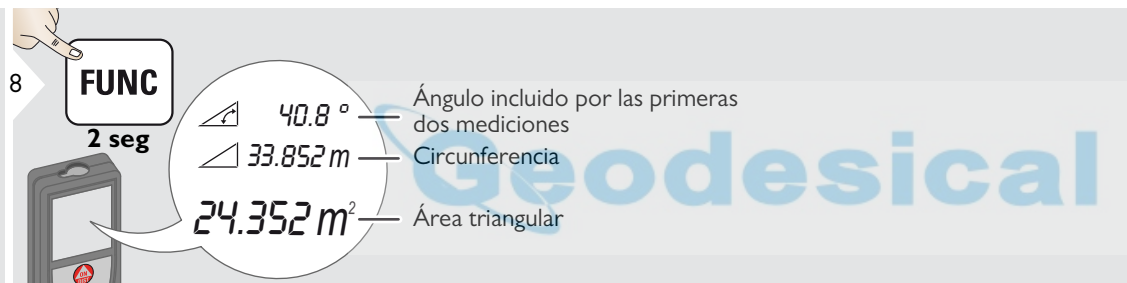 8
FUNC
2 seg
40.8 °
33.852 m
24.352 m²
Ángulo incluido por las primeras
dos mediciones
Circunferencia
Área triangular
Geodesical
ON